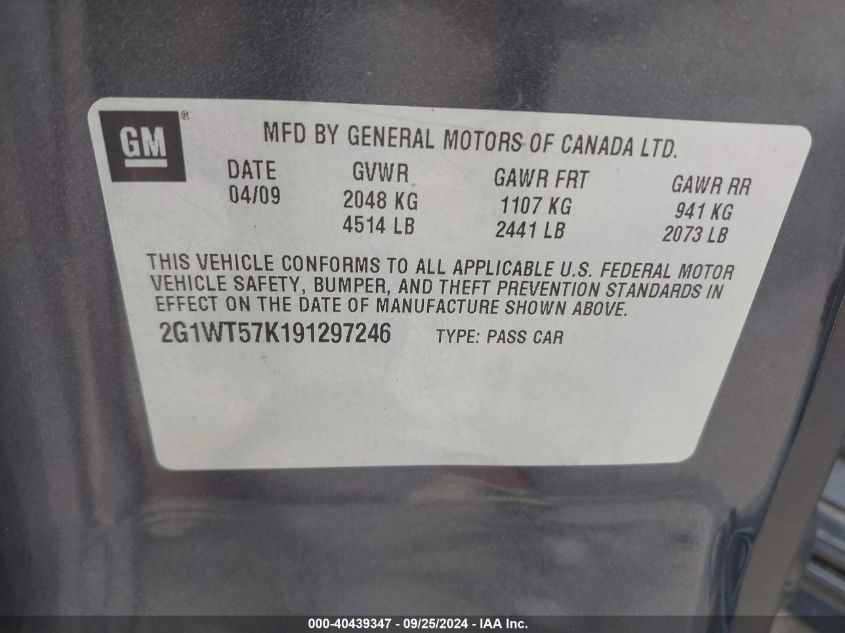 GM ®
MFD BY GENERAL MOTORS OF CANADA LTD.
DATE GVWR GAWR FRT GAWR RR
04/09 2048 KG 1107 KG 941 KG
4514 LB 2441 LB 2073 LB
THIS VEHICLE CONFORMS TO ALL APPLICABLE U.S. FEDERAL MOTOR
VEHICLE SAFETY, BUMPER, AND THEFT PREVENTION STANDARDS IN
EFFECT ON THE DATE OF MANUFACTURE SHOWN ABOVE.
2G1WT57K191297246 TYPE: PASS CAR
000-40439347 - 09/25/2024 - IAA Inc.